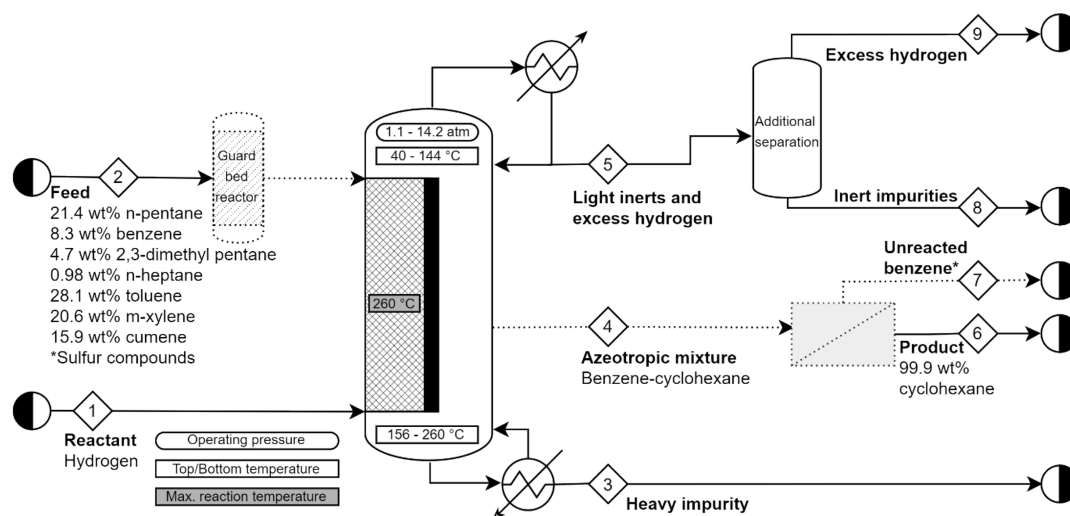 9
Excess hydrogen
1.1 - 14.2 atm
40 - 144 °C
Additional
separation
Guard
bed
reactor
2
Feed
21.4 wt% n-pentane
8.3 wt% benzene
4.7 wt% 2,3-dimethyl pentane
0.98 wt% n-heptane
28.1 wt% toluene
20.6 wt% m-xylene
15.9 wt% cumene
*Sulfur compounds
5
Light inerts and
excess hydrogen
Inert impurities
8
Unreacted
benzene*
7
260 °C
4
Azeotropic mixture
Benzene-cyclohexane
6
Product
99.9 wt%
cyclohexane
1
Reactant
Hydrogen
156 - 260 °C
Operating pressure
Top/Bottom temperature
Max. reaction temperature
3
Heavy impurity